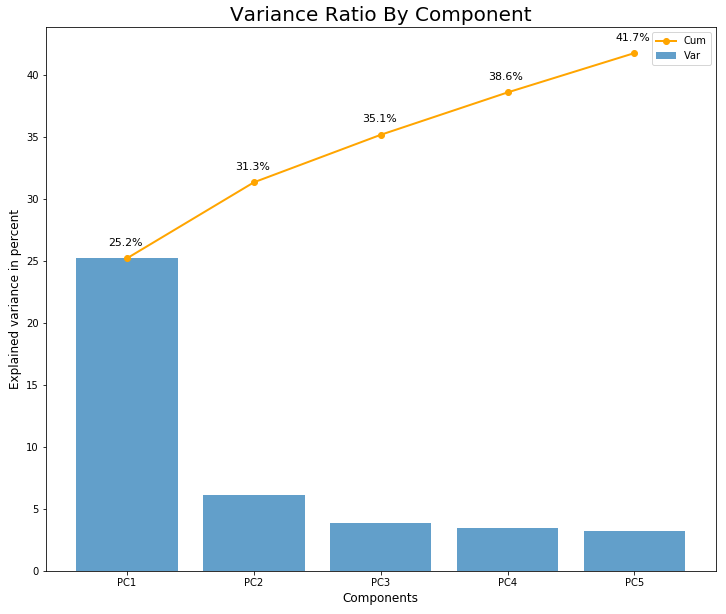 Variance Ratio By Component
Cum
Var
41.7%
38.6%
35.1%
31.3%
25.2%
40
35
30
25
20
15
10
5
0
Explained variance in percent
PC1 PC2 PC3 PC4 PC5
Components